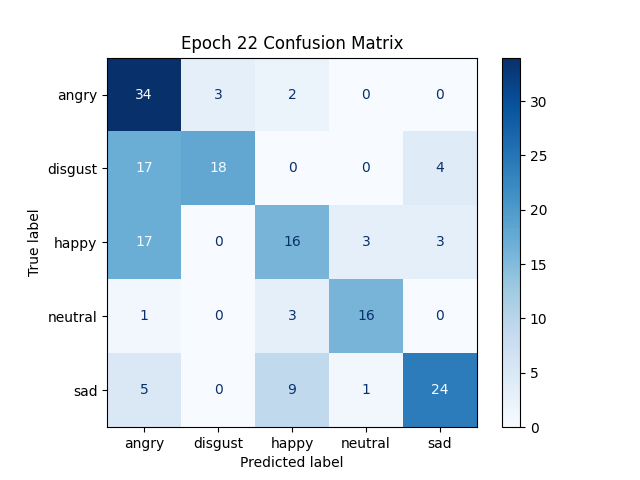 Epoch 22 Confusion Matrix
angry 34 3 2 0 0
disgust 17 18 0 0 4
happy 17 0 16 3 3
neutral 1 0 3 16 0
sad 5 0 9 1 24
angry disgust happy neutral sad
Predicted label
True label
30
25
20
15
10
5
0